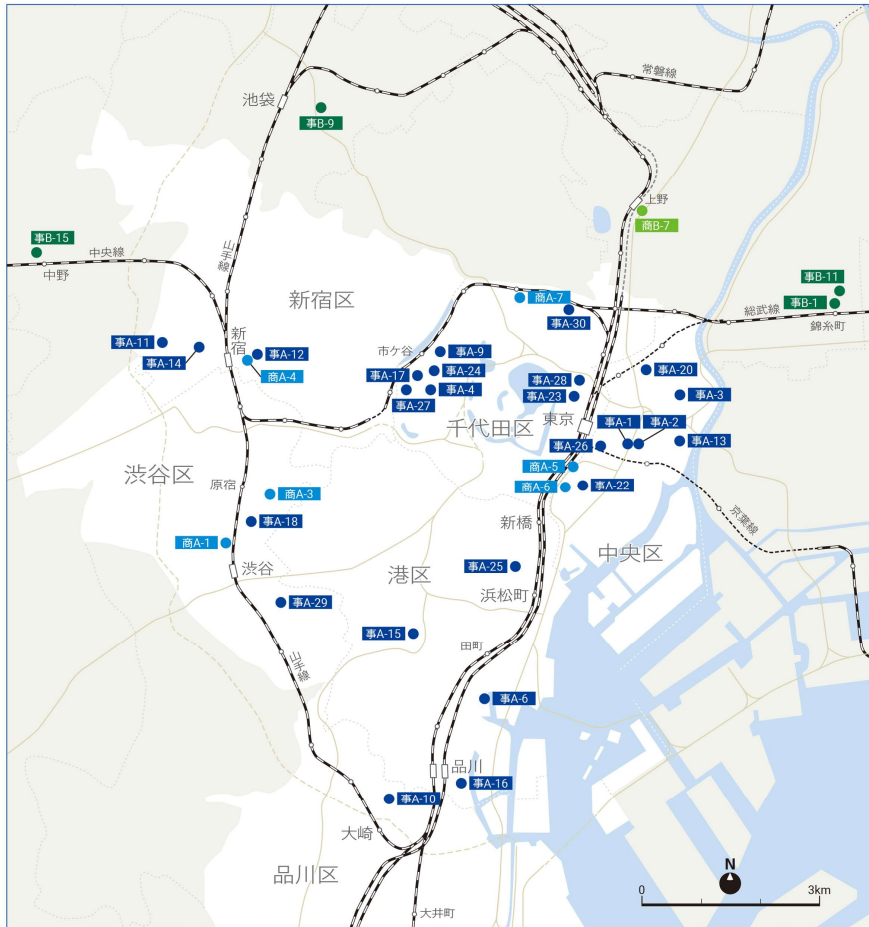 常磐線
池袋
事B-9
上野
商B-7
事B-15
中央線
中野
山手線
新宿区
商A-7
事A-30
事B-11
事B-1
総武線
錦糸町
事A-11
事A-14
新宿
事A-12
商A-4
市ケ谷
事A-9
事A-24
事A-17
事A-4
事A-27
事A-28
事A-23
事A-20
事A-3
千代田区
東京
事A-1
事A-2
事A-13
事A-26
商A-5
商A-6
事A-22
渋谷区
原宿
商A-3
事A-18
商A-1
渋谷
新橋
中央区
京葉線
港区
事A-25
浜松町
事A-29
事A-15
山手線
田町
事A-6
品川
事A-16
事A-10
大崎
品川区
大井町
N
0
3km